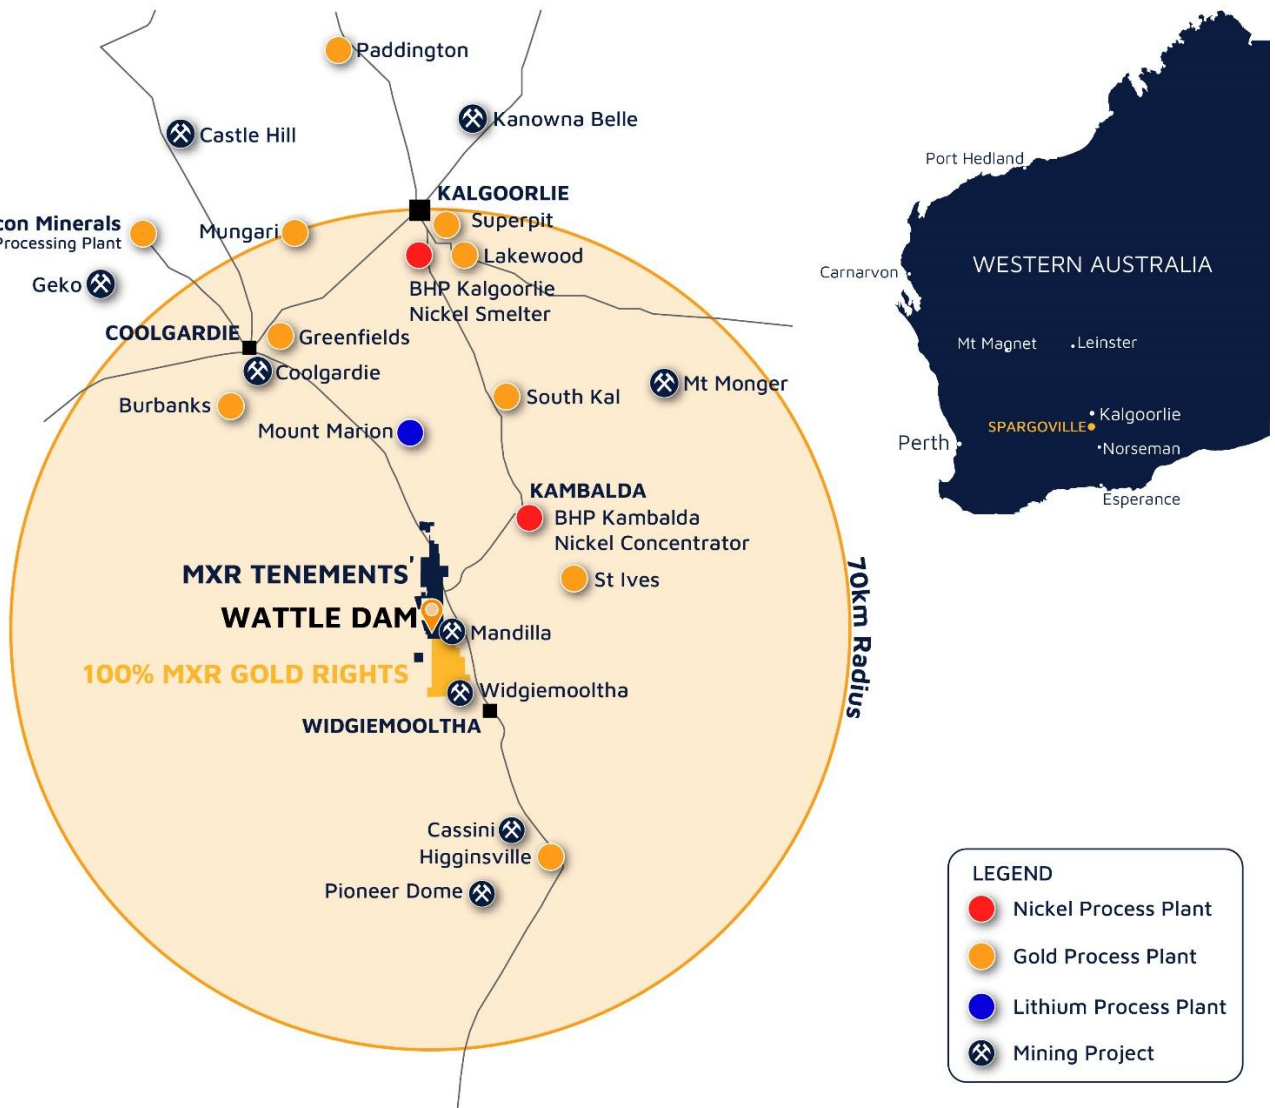 Paddington
Castle Hill
Kanowna Belle
KALGOORLIE
Superpit
con Minerals
Processing Plant
Mungari
Lakewood
Geko
BHP Kalgoorlie
Nickel Smelter
COOLGARDIE
Greenfields
Coolgardie
Mt Monger
Burbanks
South Kal
Mount Marion
KAMBALDA
BHP Kambalda
Nickel Concentrator
MXR TENEMENTS
St Ives
WATTLE DAM
Mandilla
100% MXR GOLD RIGHTS
Widgiemooltha
WIDGIEMOOLTHA
70km Radius
Cassini
Higginsville
Pioneer Dome
Port Hedland
WESTERN AUSTRALIA
Carnarvon
Mt Magnet
Leinster
Kalgoorlie
SPARGOVILLE
Perth
Norseman
Esperance
LEGEND
Nickel Process Plant
Gold Process Plant
Lithium Process Plant
Mining Project